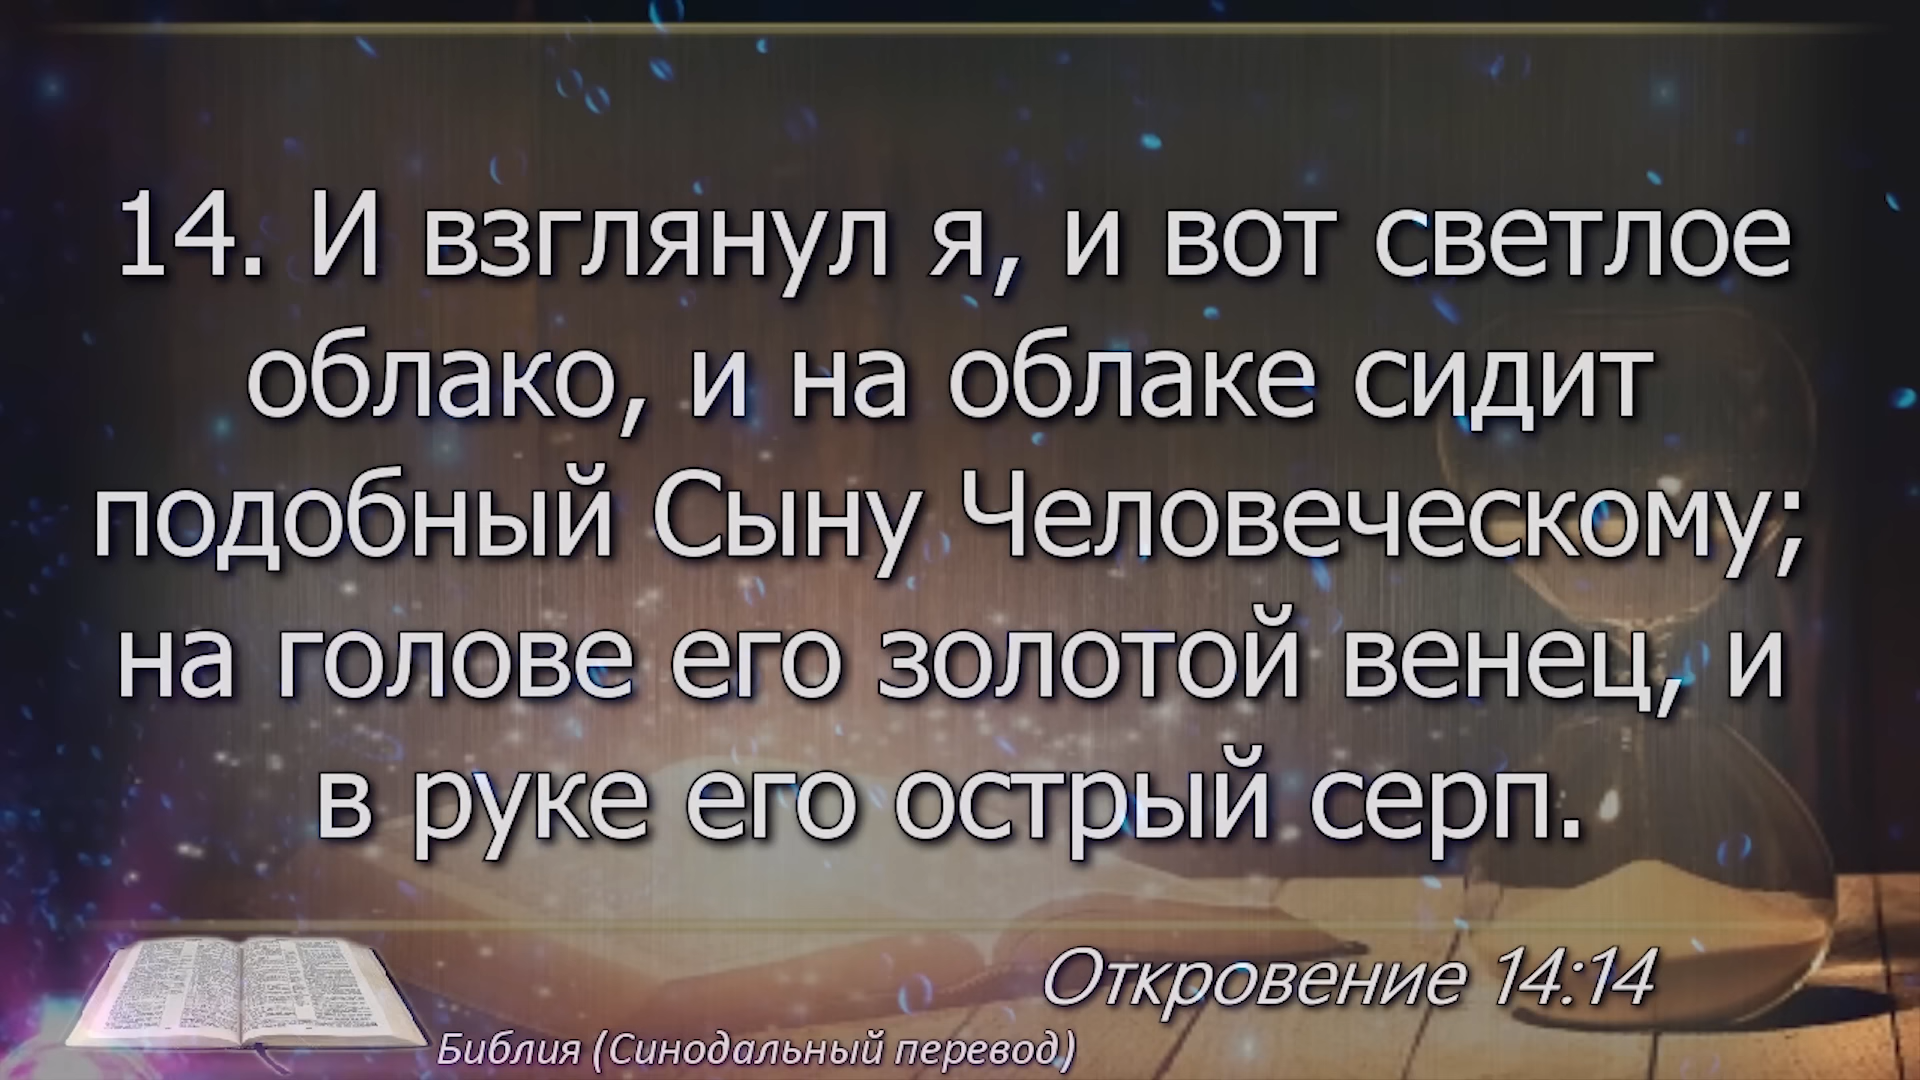 14. И взглянул я, и вот светлое
облако, и на облаке сидит
подобный Сыну Человеческому;
на голове его золотой венец, и
в руке его острый серп.
Откровение 14:14
Библия (Синодальный перевод)